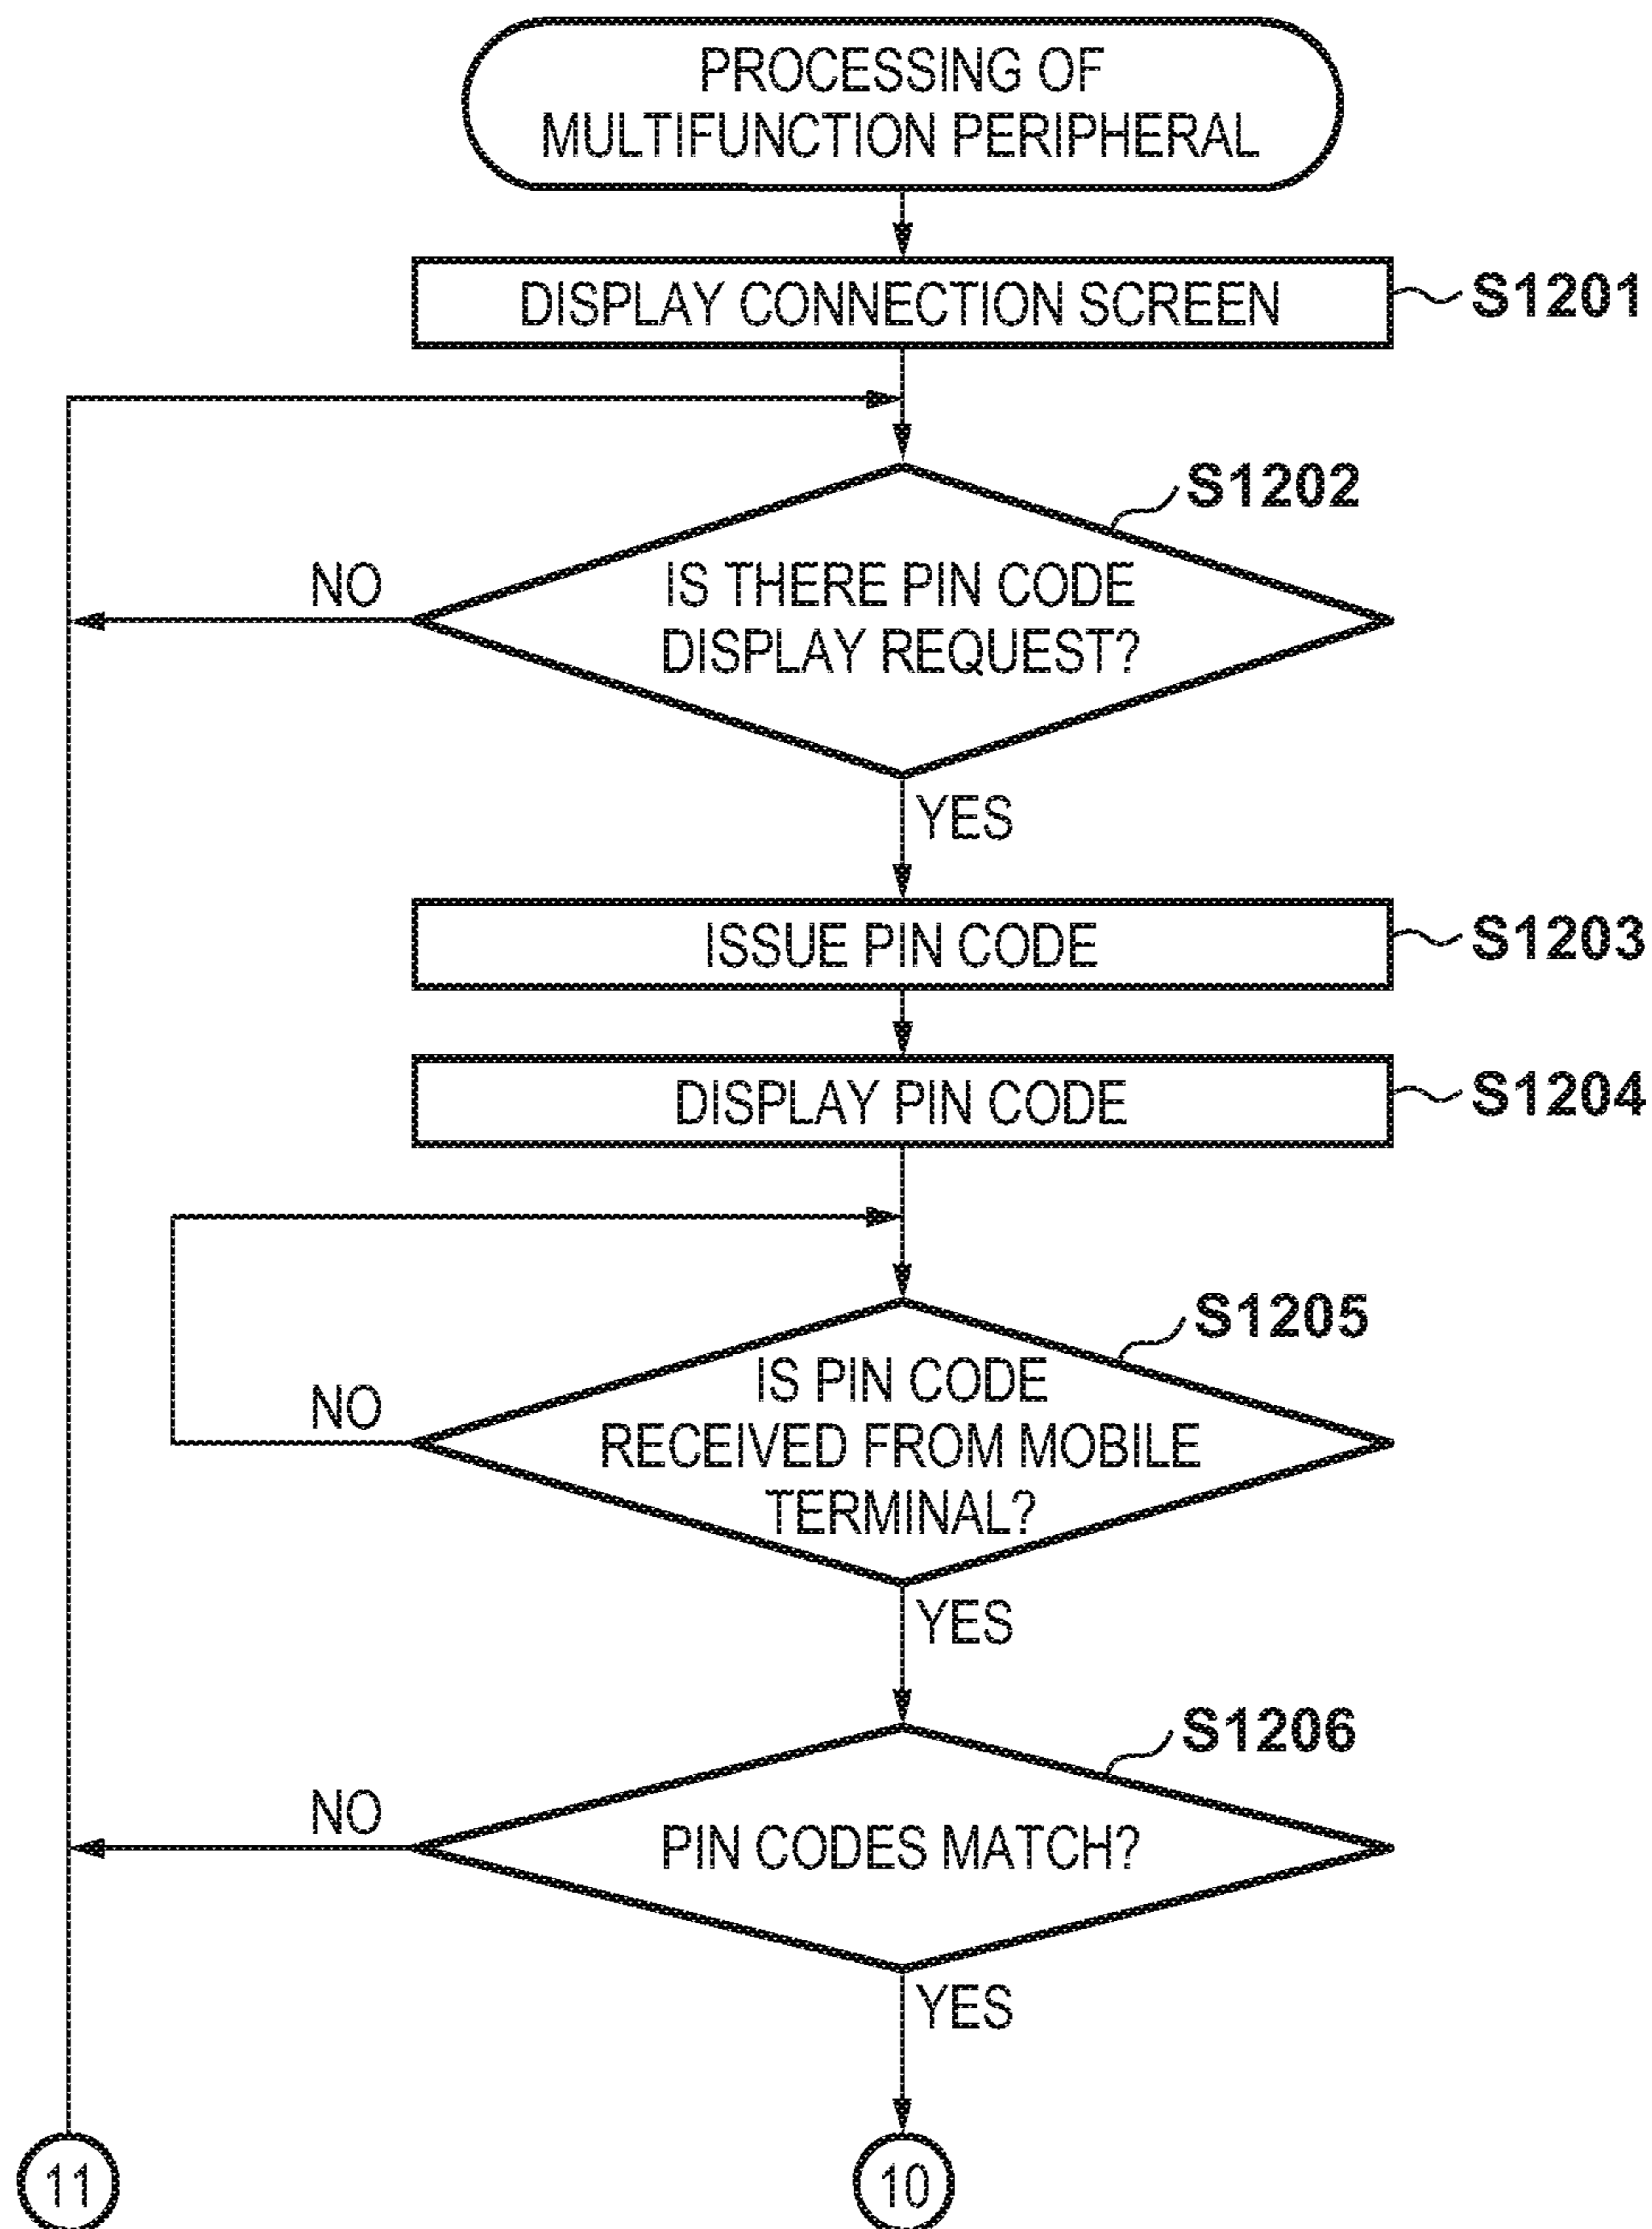 PROCESSING OF
MULTIFUNCTION PERIPHERAL
DISPLAY CONNECTION SCREEN
S1201
S1202
NO
IS THERE PIN CODE
DISPLAY REQUEST?
YES
ISSUE PIN CODE
S1203
DISPLAY PIN CODE
S1204
S1205
IS PIN CODE
NO
RECEIVED FROM MOBILE
TERMINAL?
YES
S1206
NO
PIN CODES MATCH?
YES
11
10